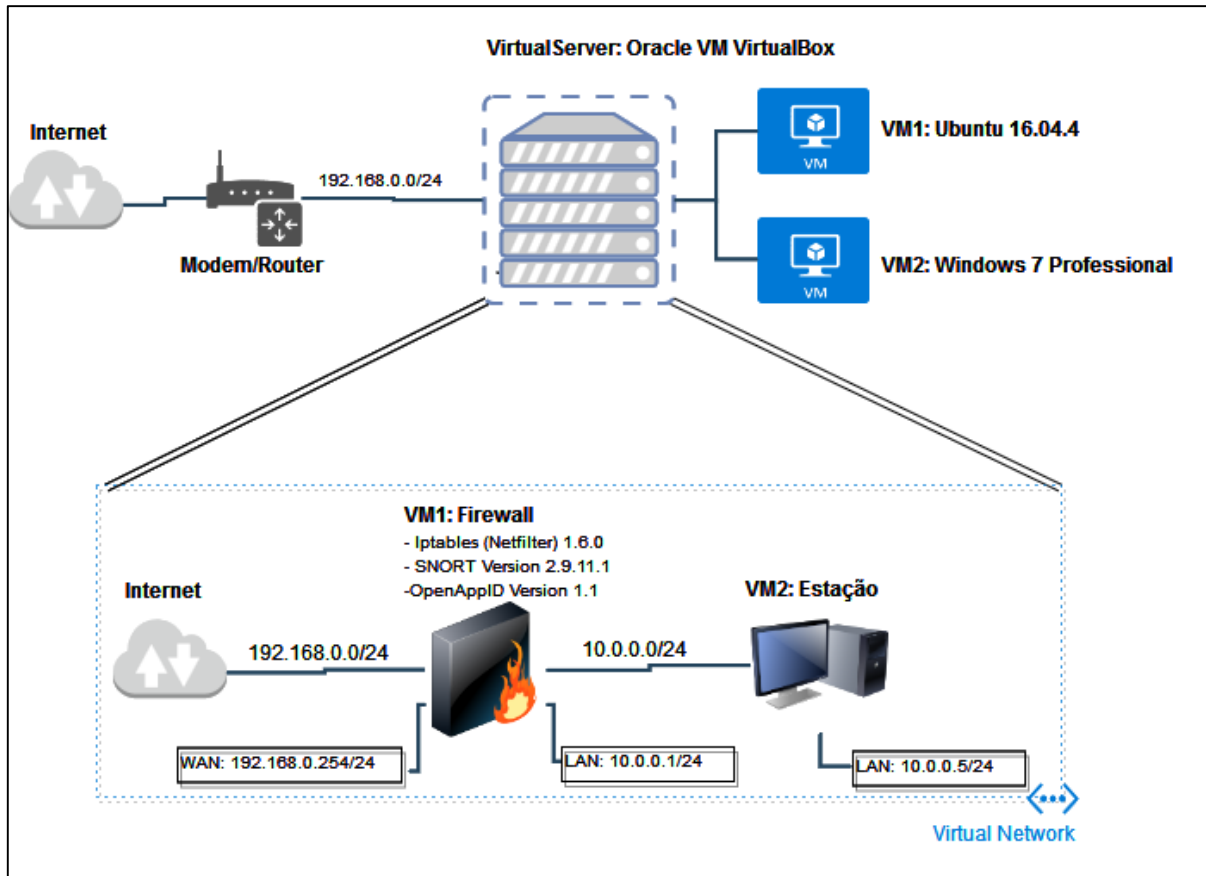 VirtualServer: Oracle VM VirtualBox
Internet
192.168.0.0/24
Modem/Router
VM
VM1: Ubuntu 16.04.4
VM
VM2: Windows 7 Professional
VM1: Firewall
- Iptables (Netfilter) 1.6.0
- SNORT Version 2.9.11.1
-OpenAppID Version 1.1
Internet
VM2: Estação
192.168.0.0/24
10.0.0.0/24
WAN: 192.168.0.254/24
LAN: 10.0.0.1/24
LAN: 10.0.0.5/24
Virtual Network